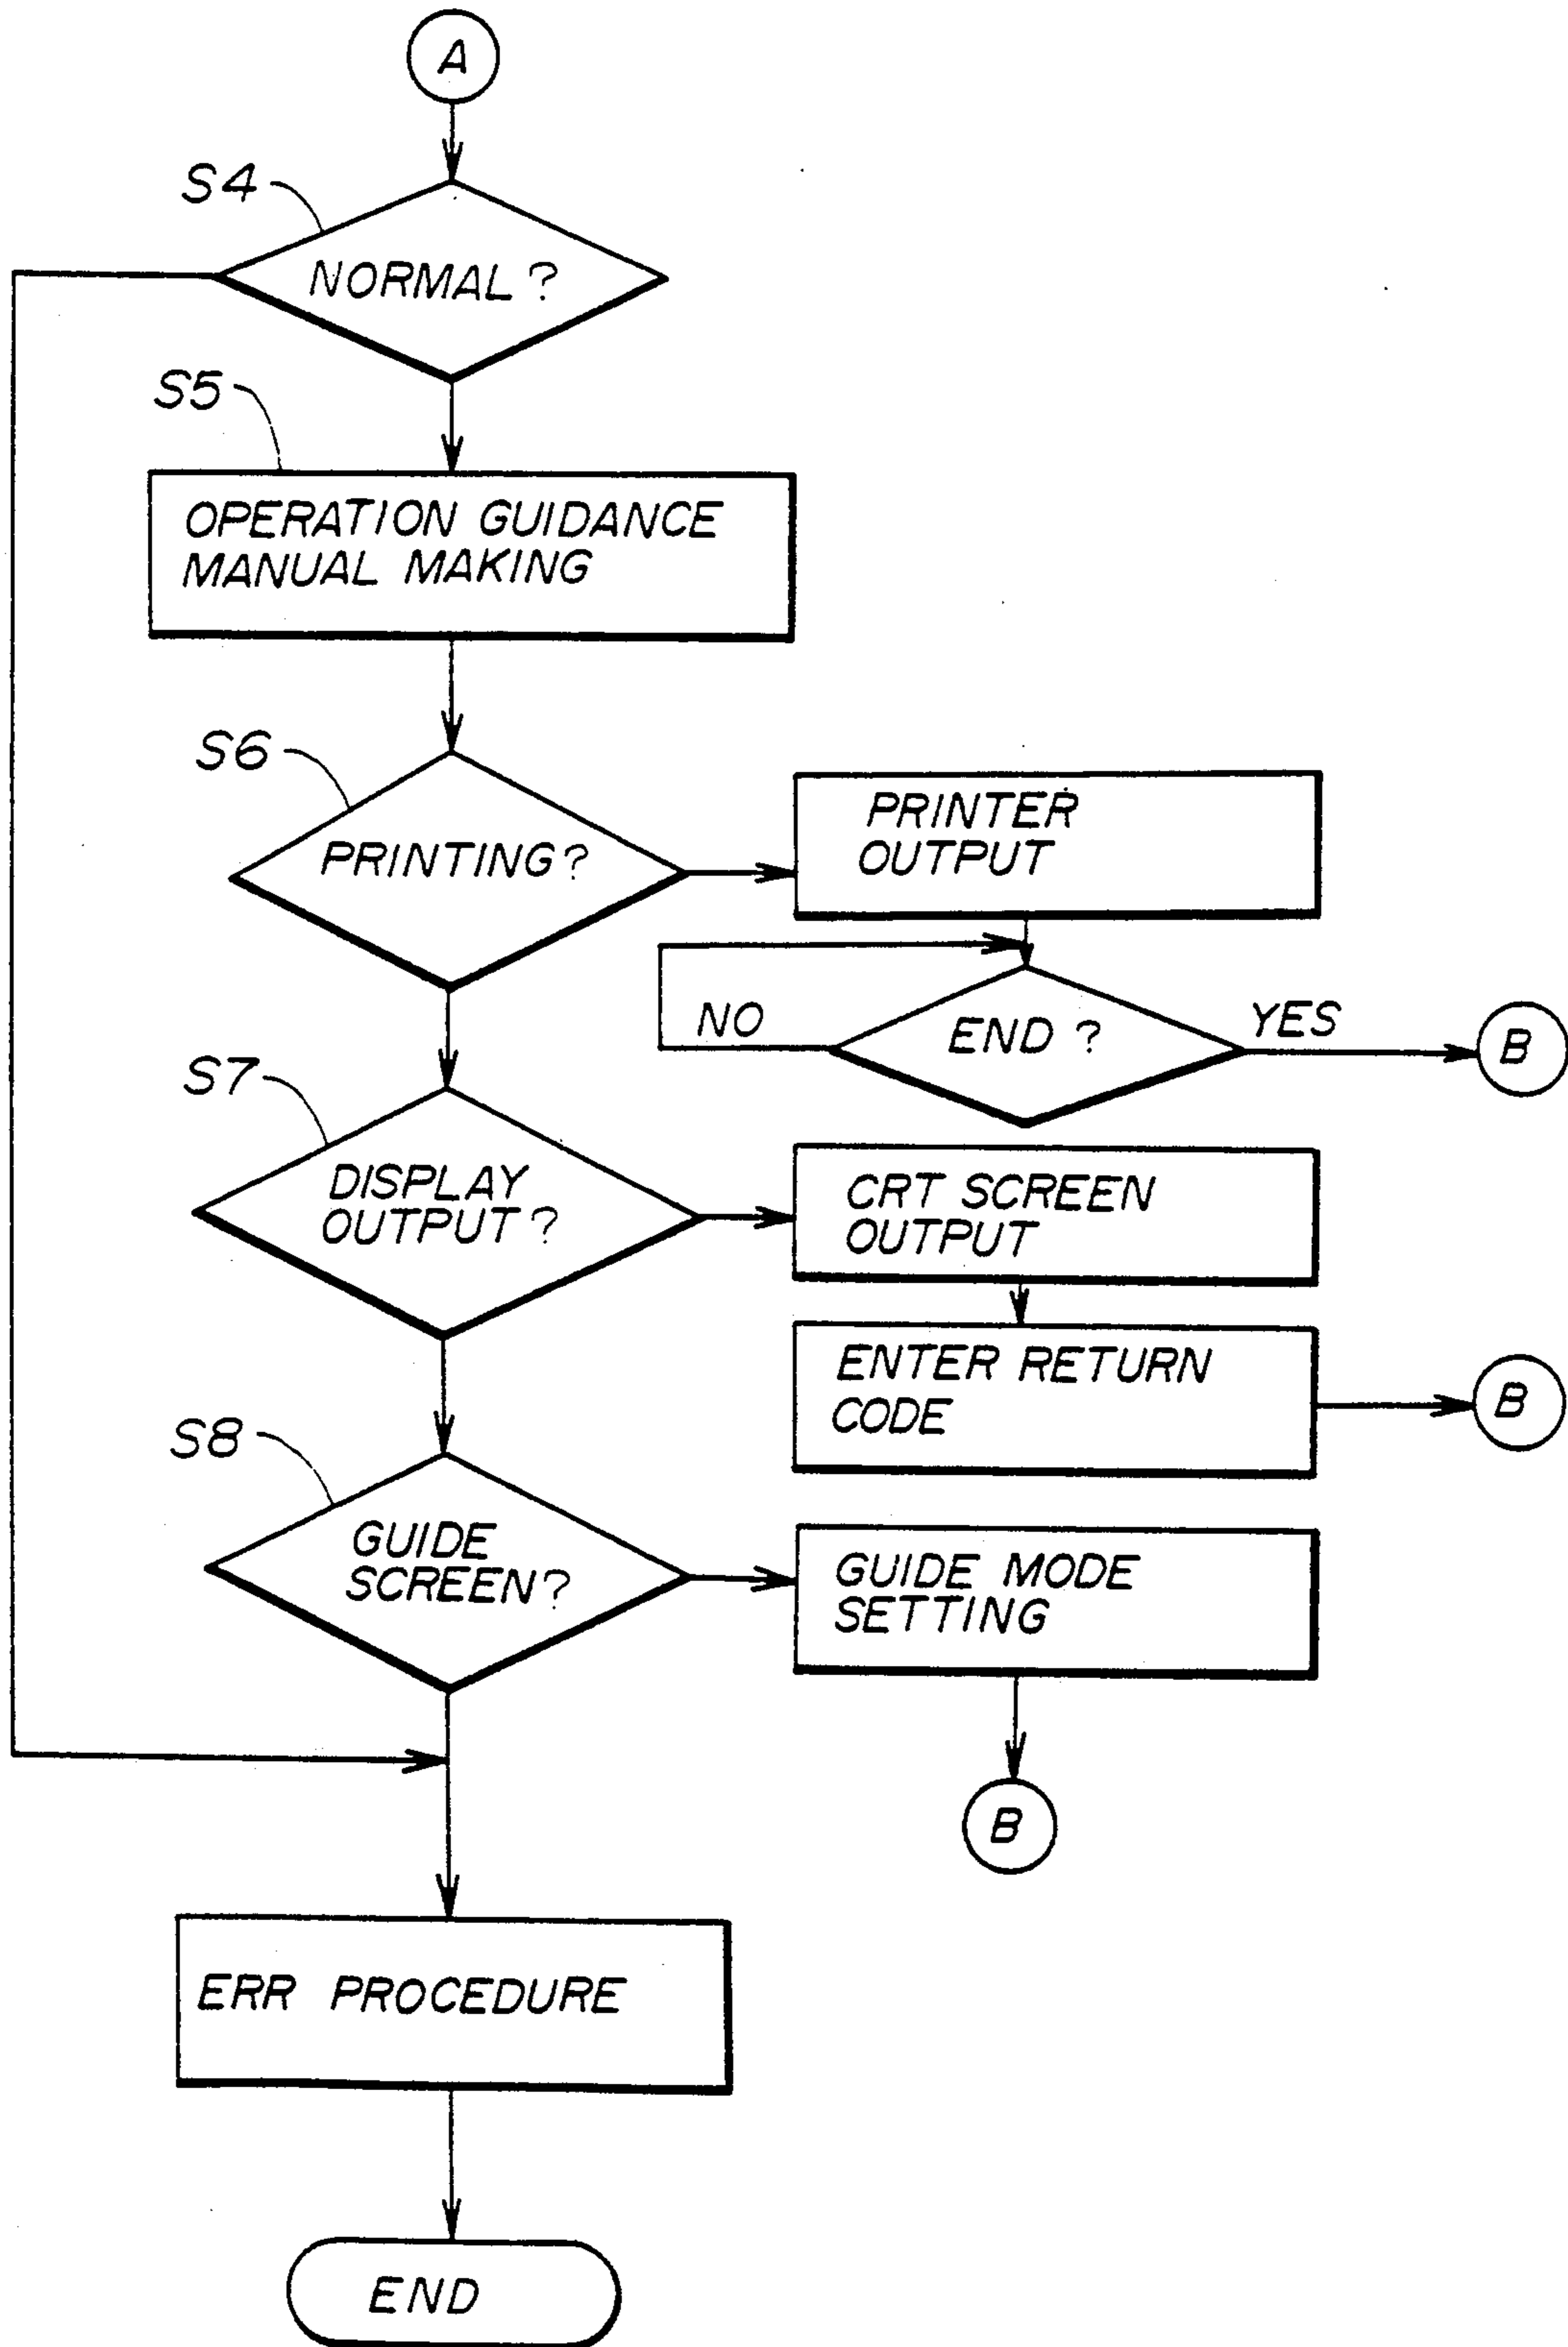 A
S4
NORMAL ?
S5
OPERATION GUIDANCE
MANUAL MAKING
S6
PRINTING?
PRINTER
OUTPUT
NO
END ?
YES
B
S7
DISPLAY
OUTPUT?
CRT SCREEN
OUTPUT
ENTER RETURN
CODE
B
S8
GUIDE
SCREEN?
GUIDE MODE
SETTING
B
ERR PROCEDURE
END